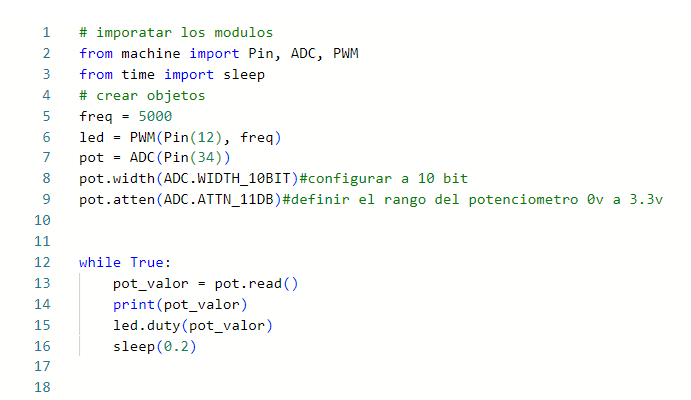 1 # imporatar los modulos
2 from machine import Pin, ADC, PWM
3 from time import sleep
4 # crear objetos
5 freq = 5000
6 led = PWM(Pin(12), freq)
7 pot = ADC(Pin(34))
8 pot.width(ADC.WIDTH_10BIT)#configurar a 10 bit
9 pot.atten(ADC.ATTN_11DB)#definir el rango del potenciometro 0v a 3.3v
10
11
12 while True:
13     pot_valor = pot.read()
14     print(pot_valor)
15     led.duty(pot_valor)
16     sleep(0.2)
17
18